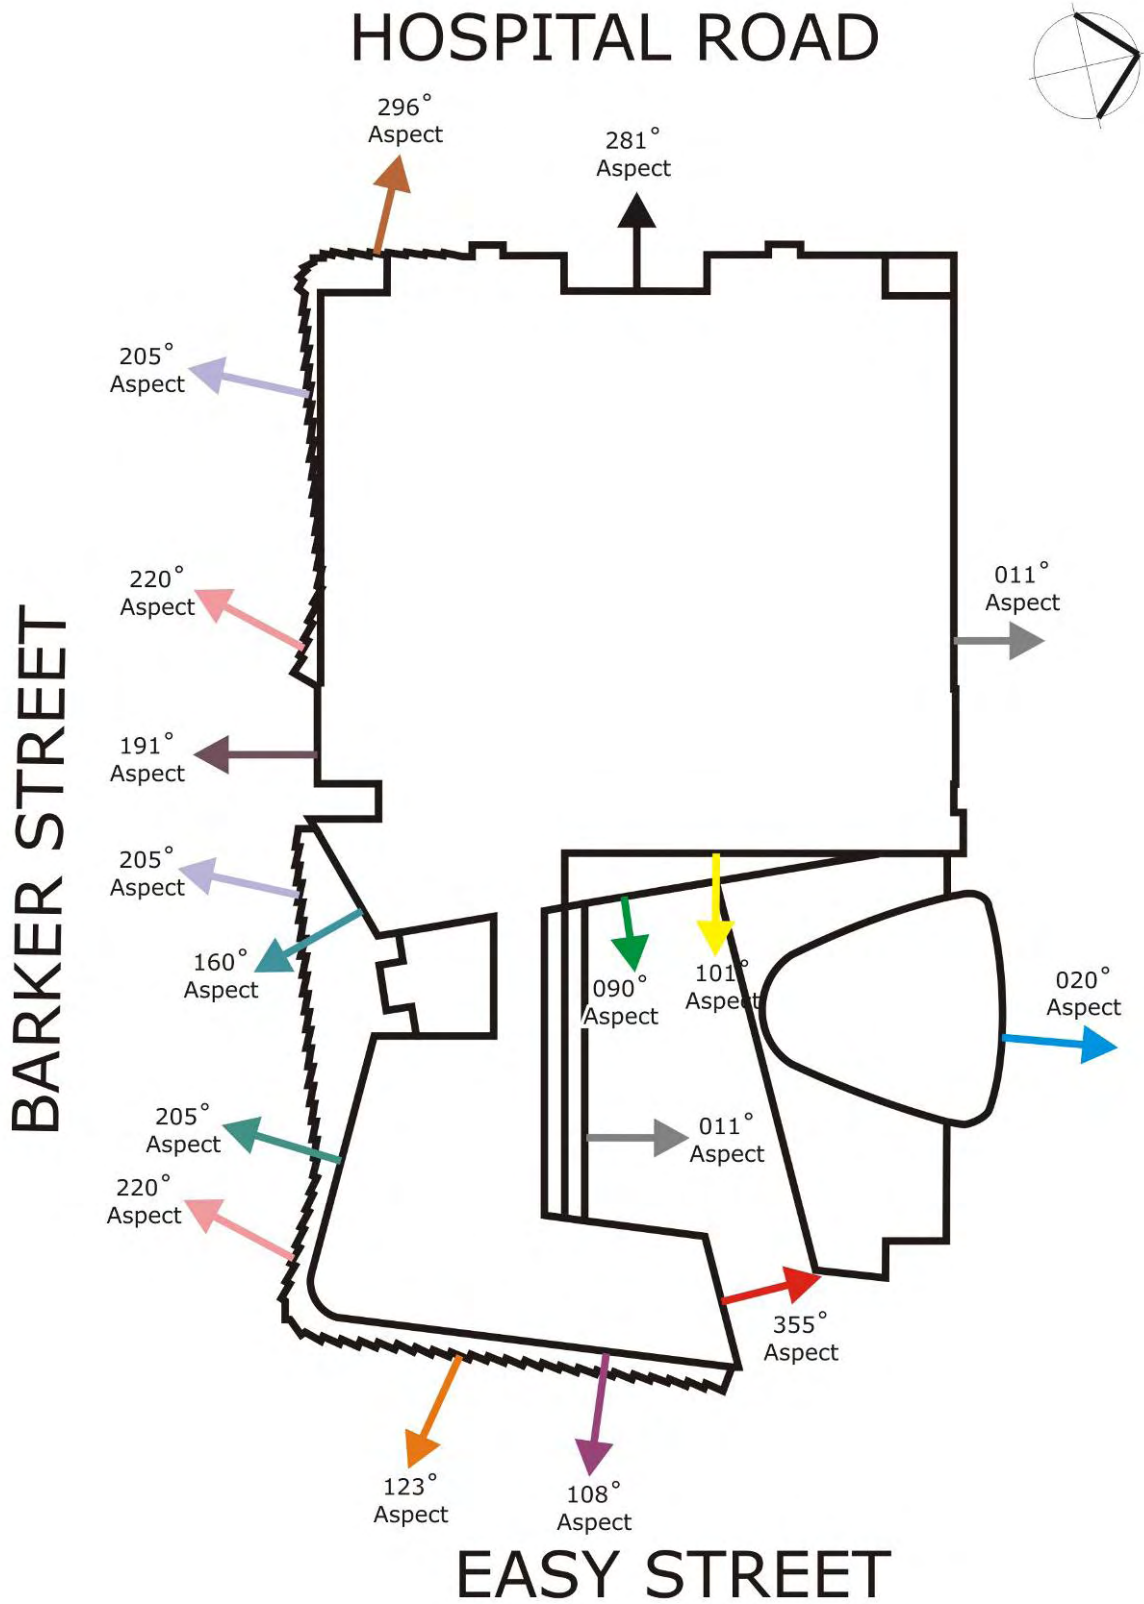 HOSPITAL ROAD
296°
Aspect
281°
Aspect
205°
Aspect
220°
Aspect
011°
Aspect
191°
Aspect
BARKER STREET
205°
Aspect
160°
Aspect
090°
Aspect
101°
Aspect
020°
Aspect
205°
Aspect
011°
Aspect
220°
Aspect
355°
Aspect
123°
Aspect
108°
Aspect
EASY STREET